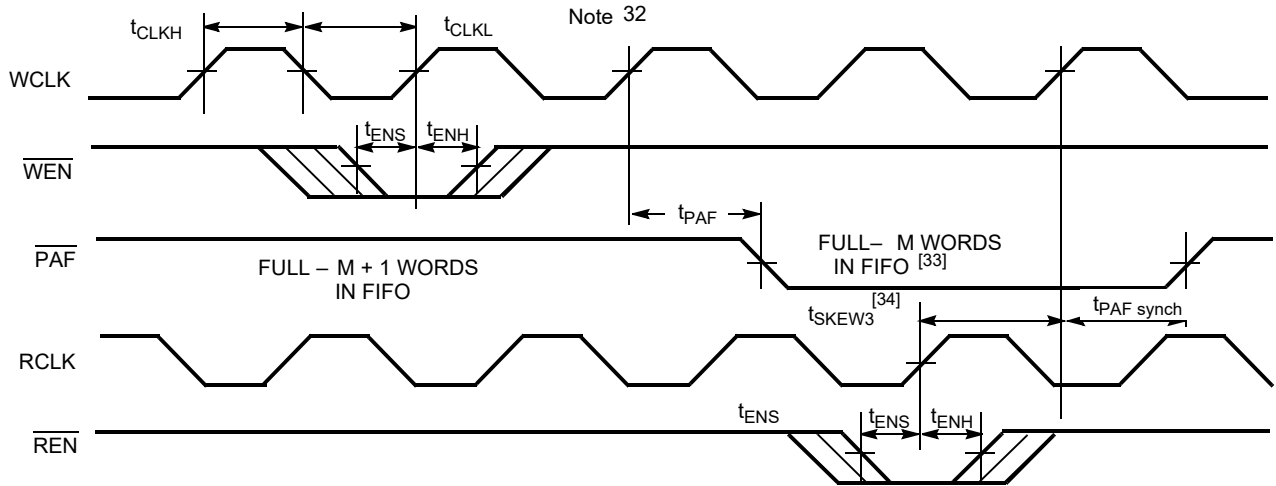 Note 32
tCLKH
tCLKL
WCLK
tENS
tENH
WEN
tPAF
PAF
FULL – M + 1 WORDS
IN FIFO
FULL– M WORDS
IN FIFO [33]
tSKEW3 [34]
tPAF synch
RCLK
tENS
tENS
tENH
REN